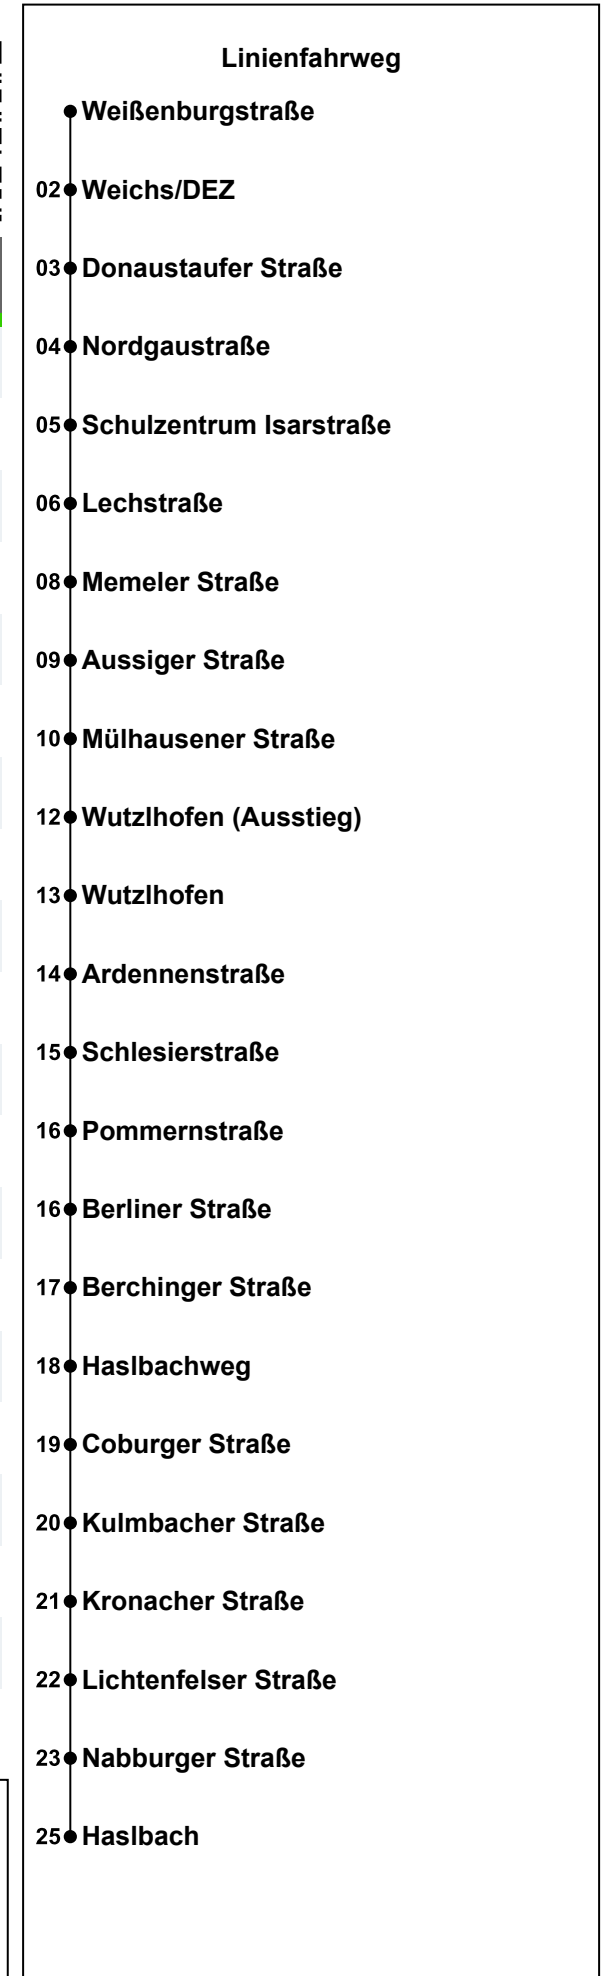 Linienfahrweg
Weißenburgstraße
02 Weichs/DEZ
03 Donaustaufer Straße
04 Nordgaustraße
05 Schulzentrum Isarstraße
06 Lechstraße
08 Memeler Straße
09 Aussiger Straße
10 Mülhausener Straße
12 Wutzlhofen (Ausstieg)
13 Wutzlhofen
14 Ardennenstraße
15 Schlesierstraße
16 Pommernstraße
16 Berliner Straße
17 Berchinger Straße
18 Haslbachweg
19 Coburger Straße
20 Kulmbacher Straße
21 Kronacher Straße
22 Lichtenfelser Straße
23 Nabburger Straße
25 Haslbach